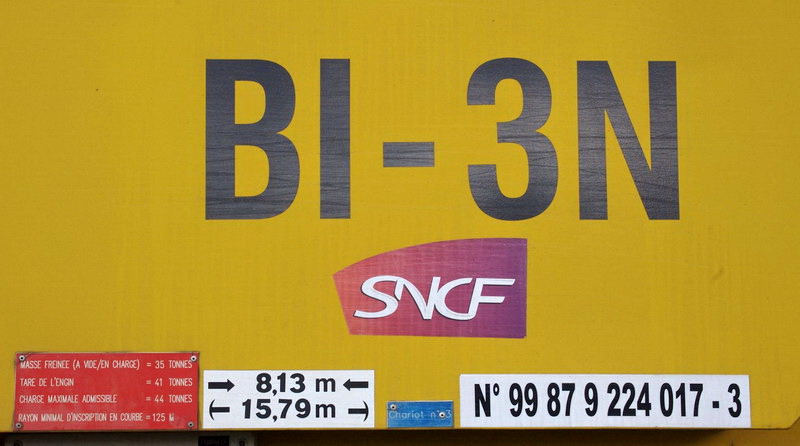 BI - 3N
SNCF
MASSE FREINEE (A VIDE/EN CHARGE) = 35 TONNES
TARE DE L'ENGIN = 41 TONNES
CHARGE MAXIMALE ADMISSIBLE = 44 TONNES
RAYON MINIMAL D'INSCRIPTION EN COURBE = 125 M
8,13 m
15,79 m
Chariot n°3
N° 99 87 9 224 017 - 3